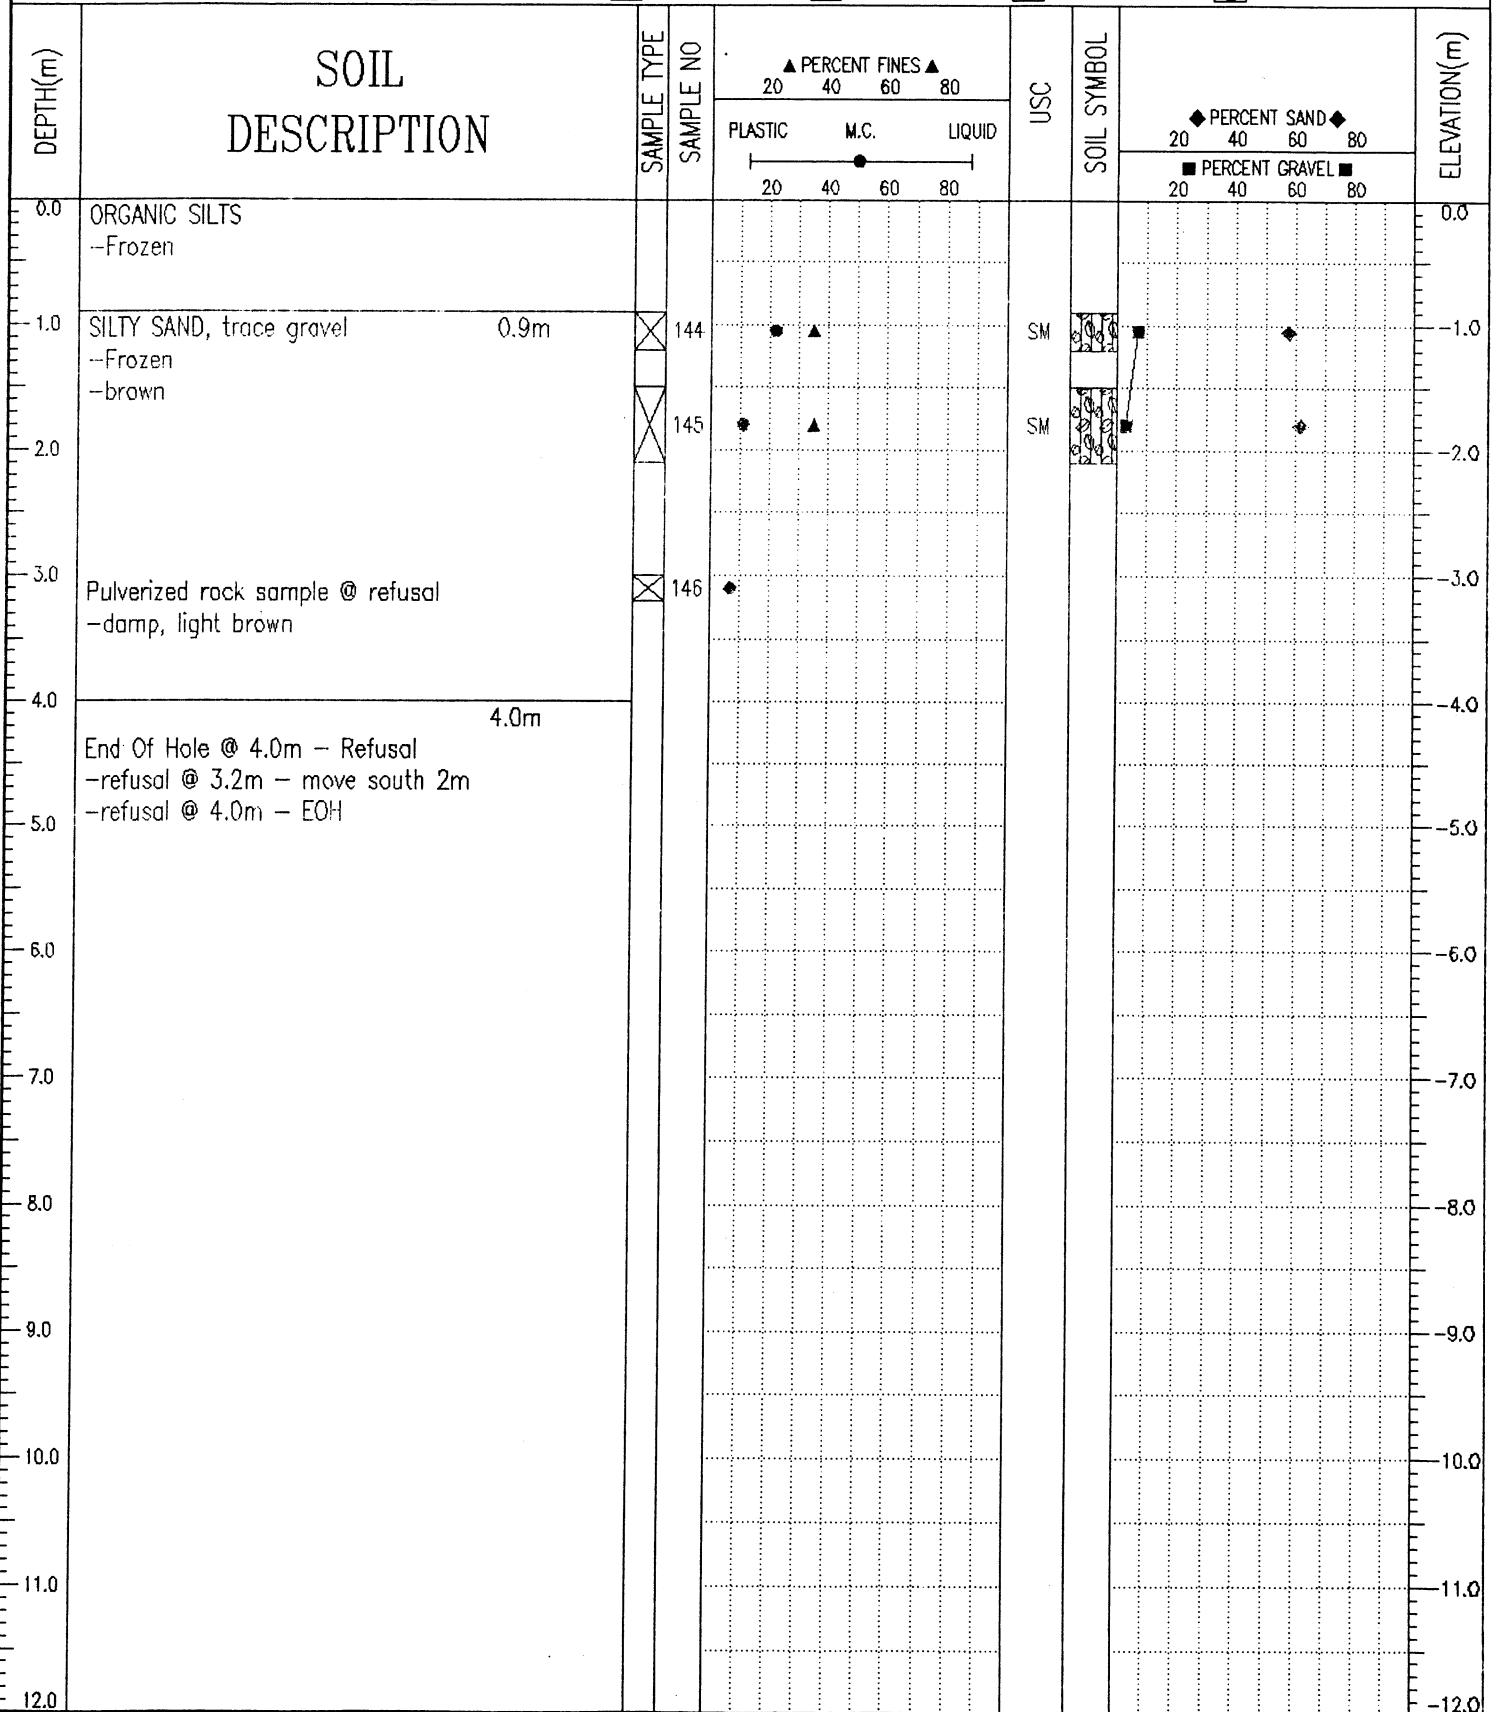 DEPTH(m)
SOIL
DESCRIPTION
SAMPLE TYPE
SAMPLE NO
▲ PERCENT FINES ▲
20 40 60 80
PLASTIC M.C. LIQUID
20 40 60 80
USC
SOIL SYMBOL
◆ PERCENT SAND ◆
20 40 60 80
■ PERCENT GRAVEL ■
20 40 60 80
ELEVATION(m)
0.0 ORGANIC SILTS 0.0
-Frozen
1.0 SILTY SAND, trace gravel 0.9m 144 SM -1.0
-Frozen
-brown
145 SM
2.0 -2.0
3.0 -3.0
Pulverized rock sample @ refusal 146
-damp, light brown
4.0 -4.0
4.0m
End Of Hole @ 4.0m - Refusal
-refusal @ 3.2m - move south 2m
-refusal @ 4.0m - EOH
5.0 -5.0
6.0 -6.0
7.0 -7.0
8.0 -8.0
9.0 -9.0
10.0 -10.0
11.0 -11.0
12.0 -12.0